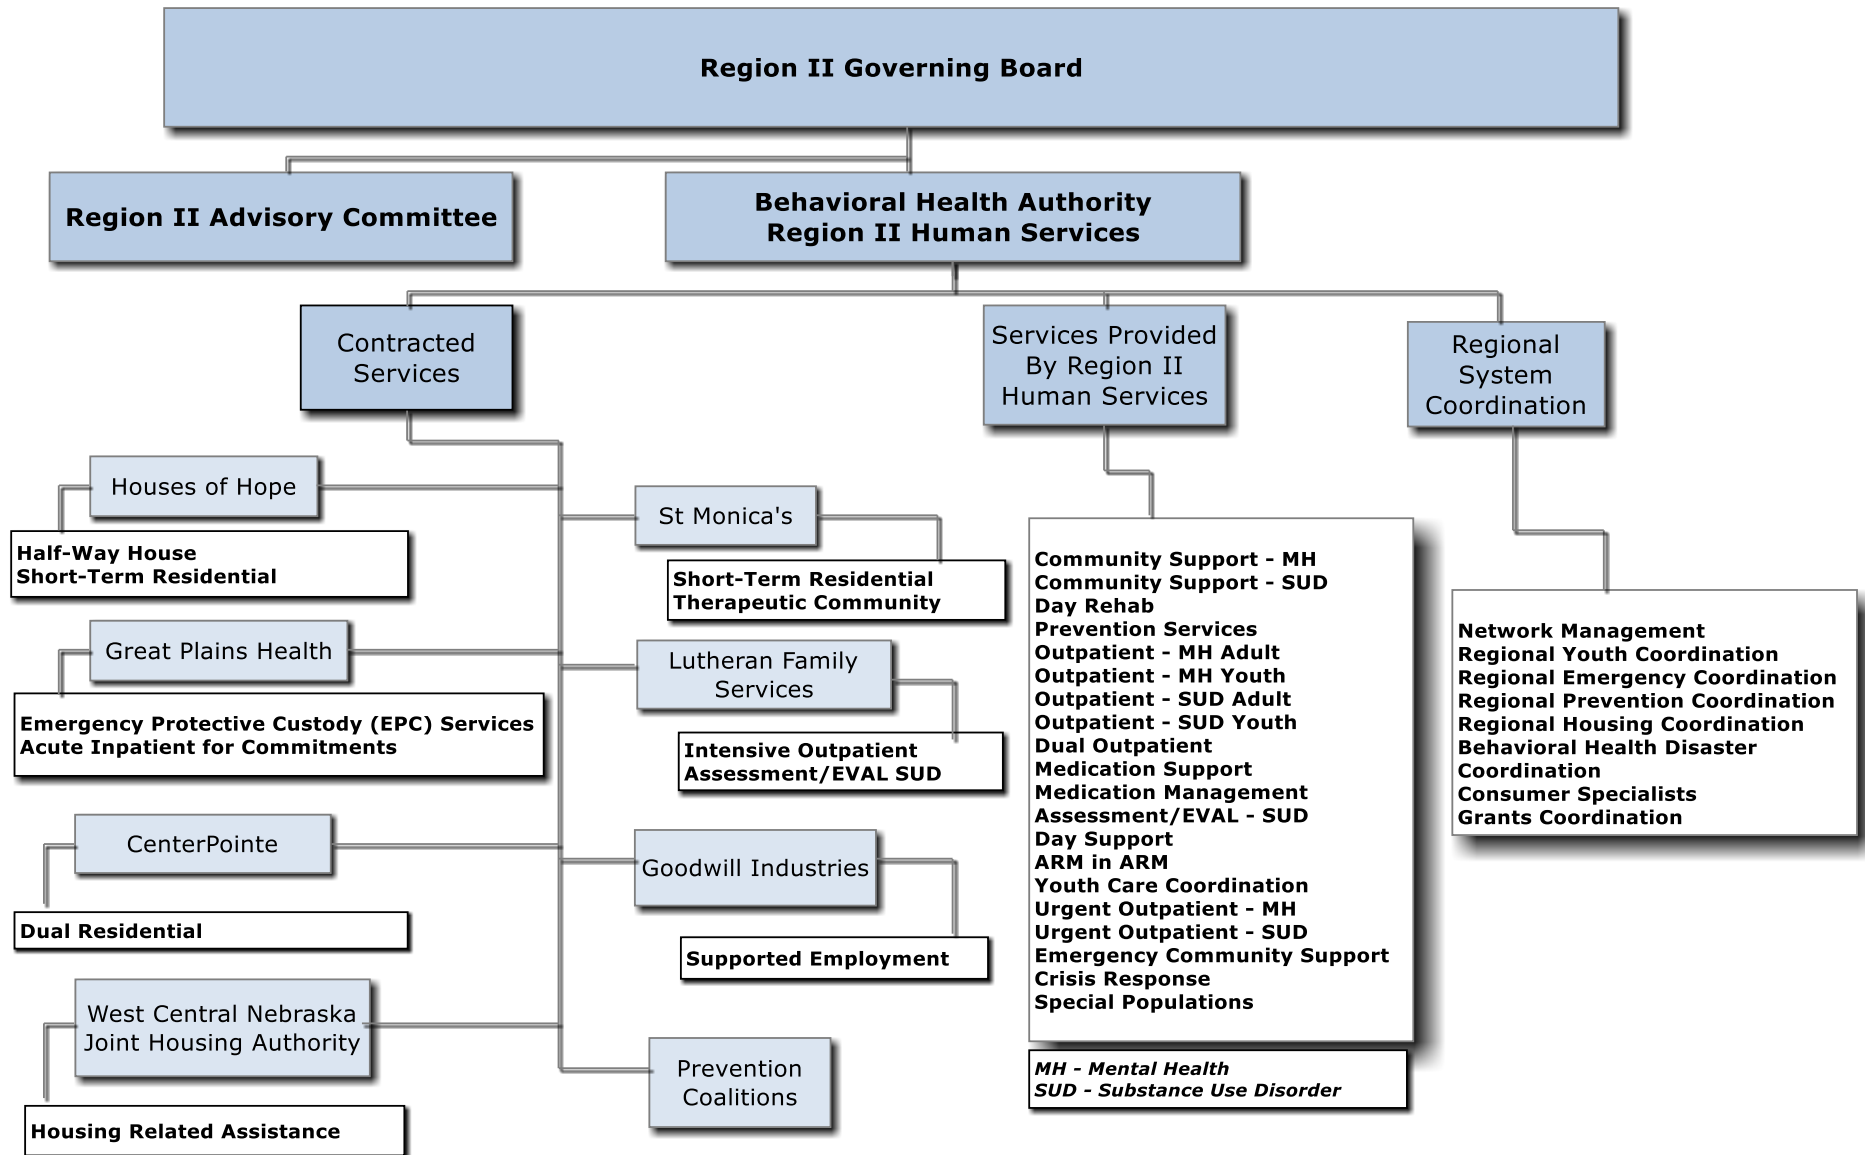 Region II Governing Board
Region II Advisory Committee
Behavioral Health Authority
Region II Human Services
Contracted
Services
Services Provided
By Region II
Human Services
Regional
System
Coordination
Houses of Hope
Half-Way House
Short-Term Residential
St Monica's
Short-Term Residential
Therapeutic Community
Great Plains Health
Emergency Protective Custody (EPC) Services
Acute Inpatient for Commitments
Lutheran Family
Services
Intensive Outpatient
Assessment/EVAL SUD
CenterPointe
Dual Residential
Goodwill Industries
Supported Employment
West Central Nebraska
Joint Housing Authority
Housing Related Assistance
Prevention
Coalitions
Community Support - MH
Community Support - SUD
Day Rehab
Prevention Services
Outpatient - MH Adult
Outpatient - MH Youth
Outpatient - SUD Adult
Outpatient - SUD Youth
Dual Outpatient
Medication Support
Medication Management
Assessment/EVAL - SUD
Day Support
ARM in ARM
Youth Care Coordination
Urgent Outpatient - MH
Urgent Outpatient - SUD
Emergency Community Support
Crisis Response
Special Populations
MH - Mental Health
SUD - Substance Use Disorder
Network Management
Regional Youth Coordination
Regional Emergency Coordination
Regional Prevention Coordination
Regional Housing Coordination
Behavioral Health Disaster
Coordination
Consumer Specialists
Grants Coordination